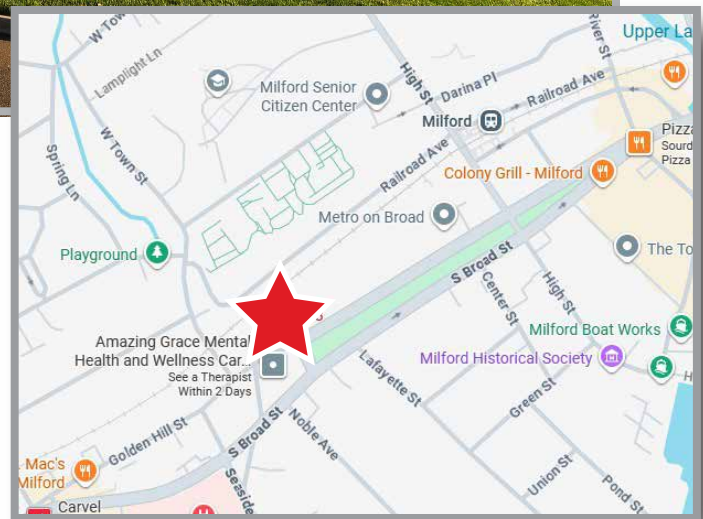 W Tow
Lamplight Ln
W Town St
Spring Ln
Milford Senior
Citizen Center
High St
Darina Pl
River St
Upper La
Railroad Ave
Milford
Railroad Ave
Pizza
Sourd
Pizza
Colony Grill - Milford
Metro on Broad
Playground
S Broad St
The To
High St
Center St
Milford Boat Works
Milford Historical Society
H
Amazing Grace Mental
Health and Wellness Car...
See a Therapist
Within 2 Days
Lafayette St
Green St
Golden Hill St
S Broad St
Noble Ave
Union St
Pond St
Seaside
Mac's
Milford
Carvel